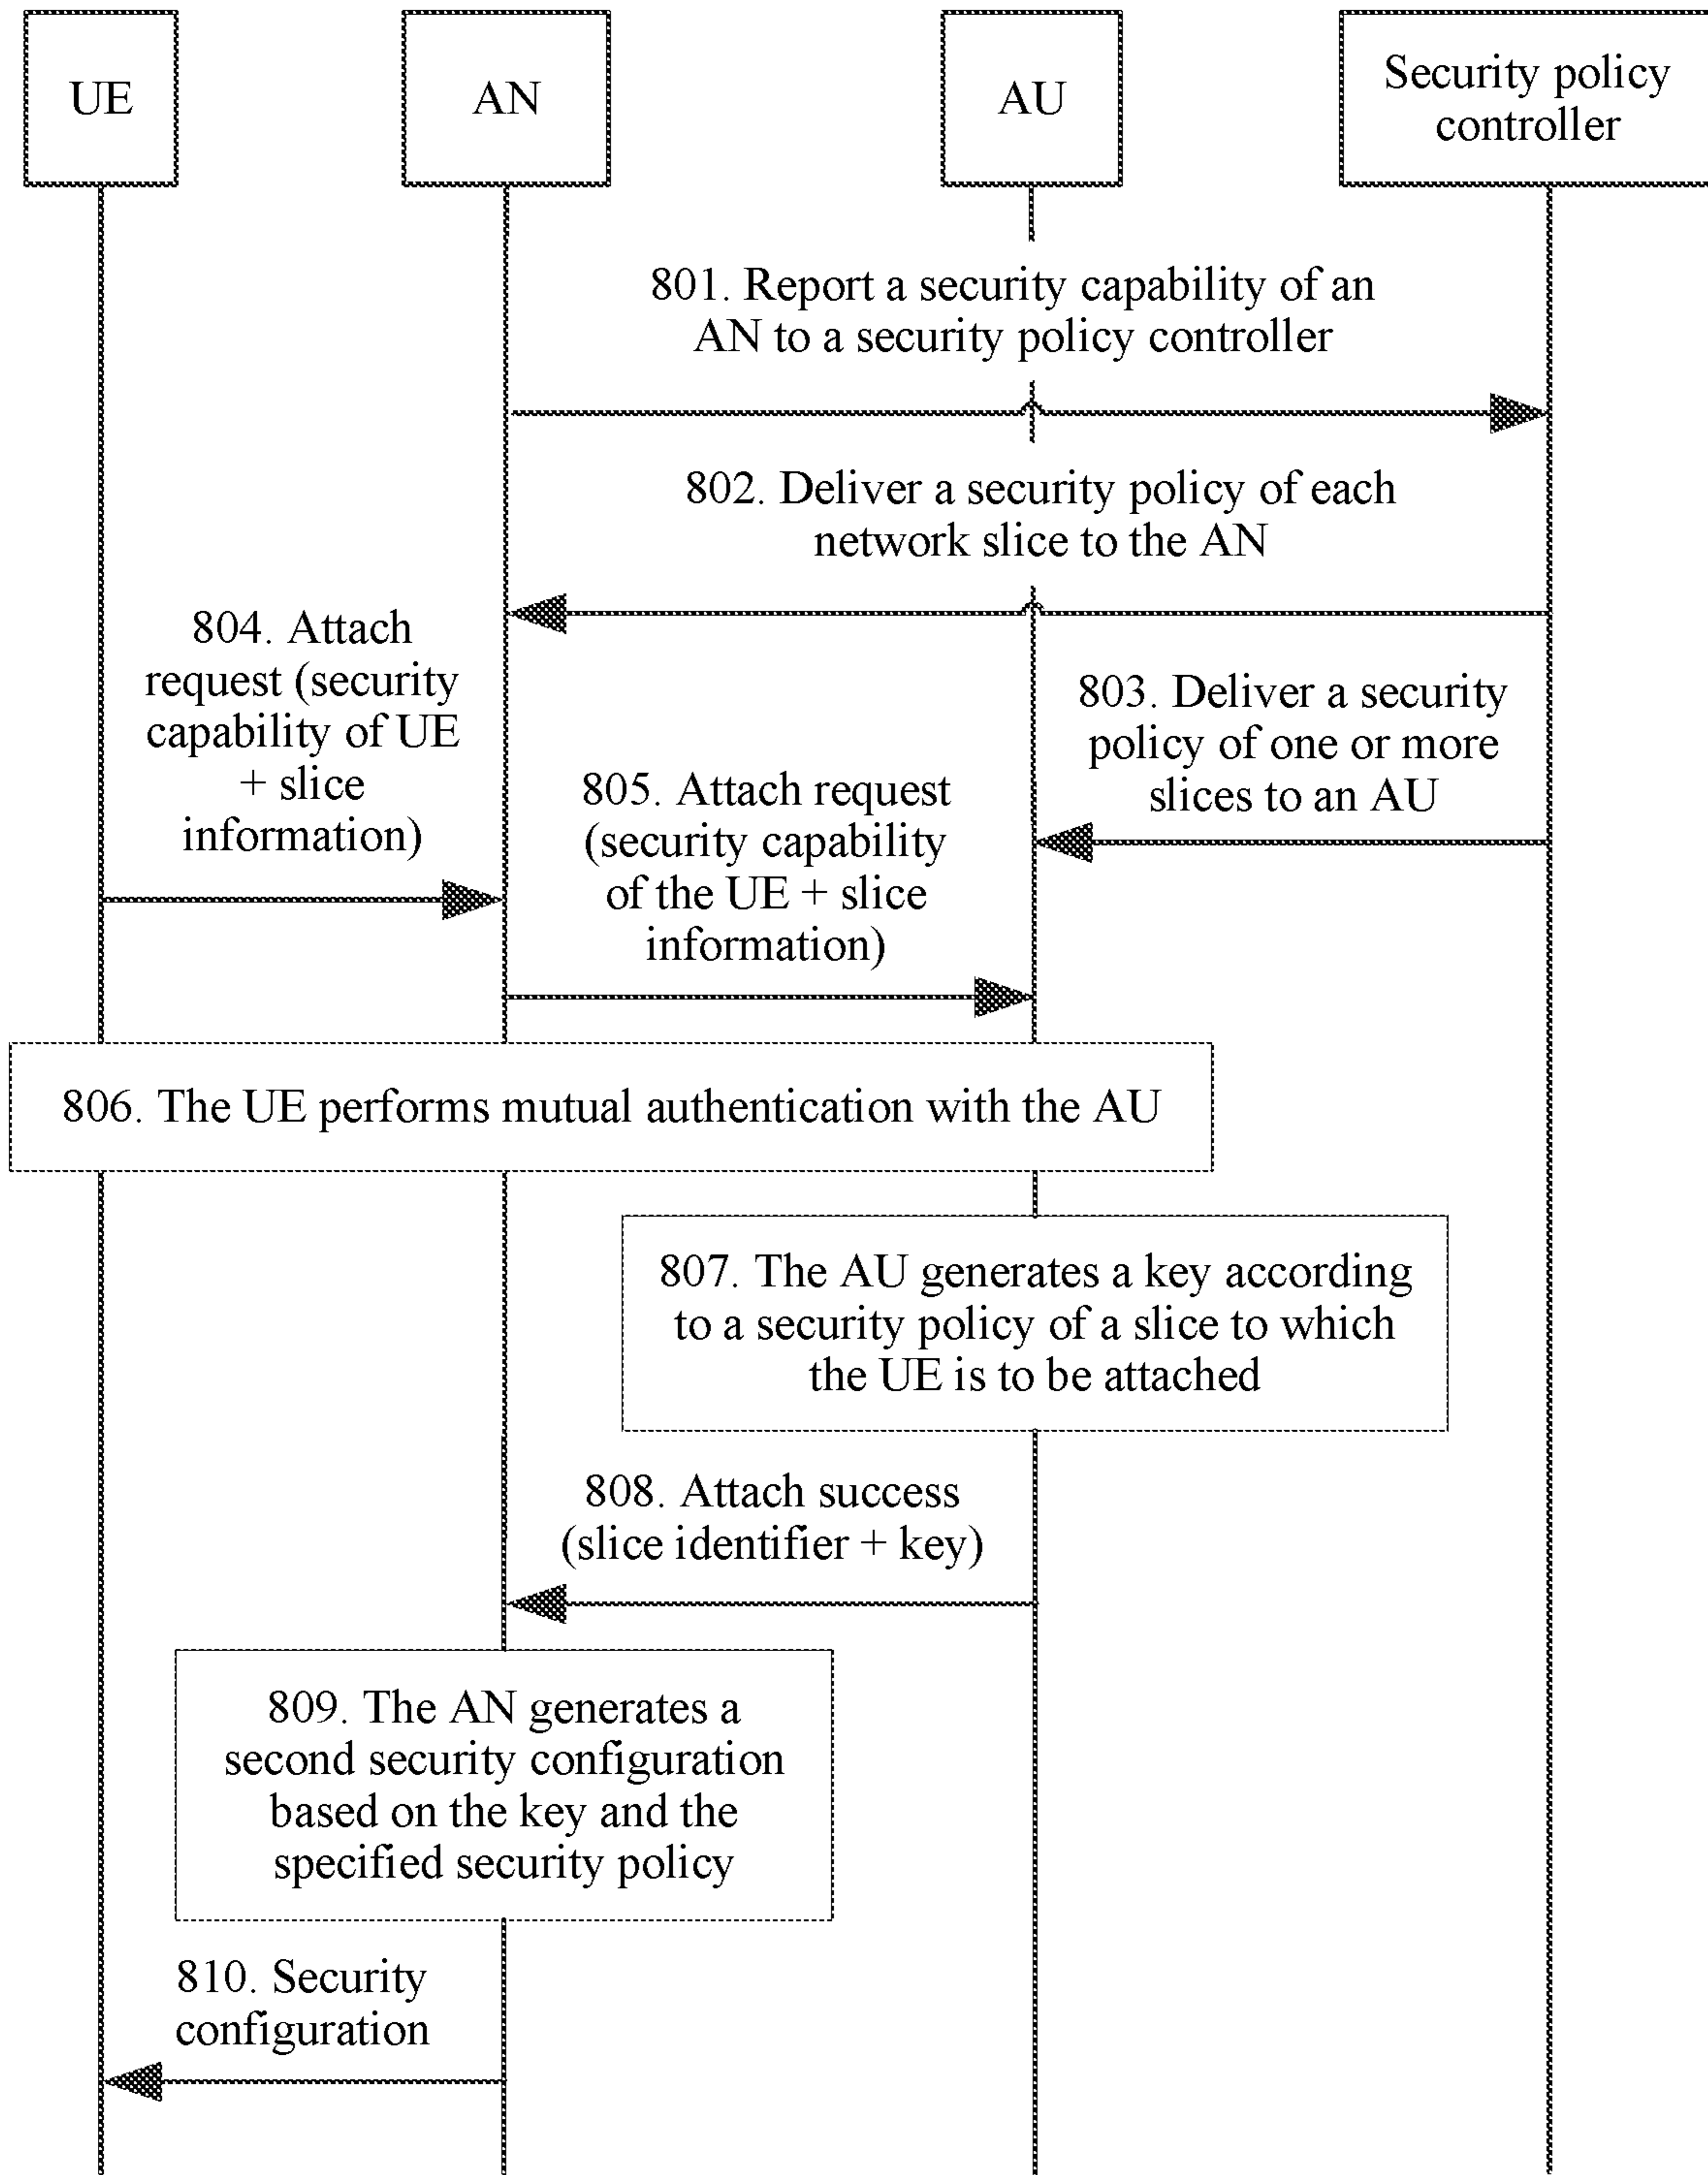 UE
AN
AU
Security policy
controller
801. Report a security capability of an
AN to a security policy controller
802. Deliver a security policy of each
network slice to the AN
804. Attach
request (security
capability of UE
+ slice
information)
803. Deliver a security
policy of one or more
slices to an AU
805. Attach request
(security capability
of the UE + slice
information)
806. The UE performs mutual authentication with the AU
807. The AU generates a key according
to a security policy of a slice to which
the UE is to be attached
808. Attach success
(slice identifier + key)
809. The AN generates a
second security configuration
based on the key and the
specified security policy
810. Security
configuration